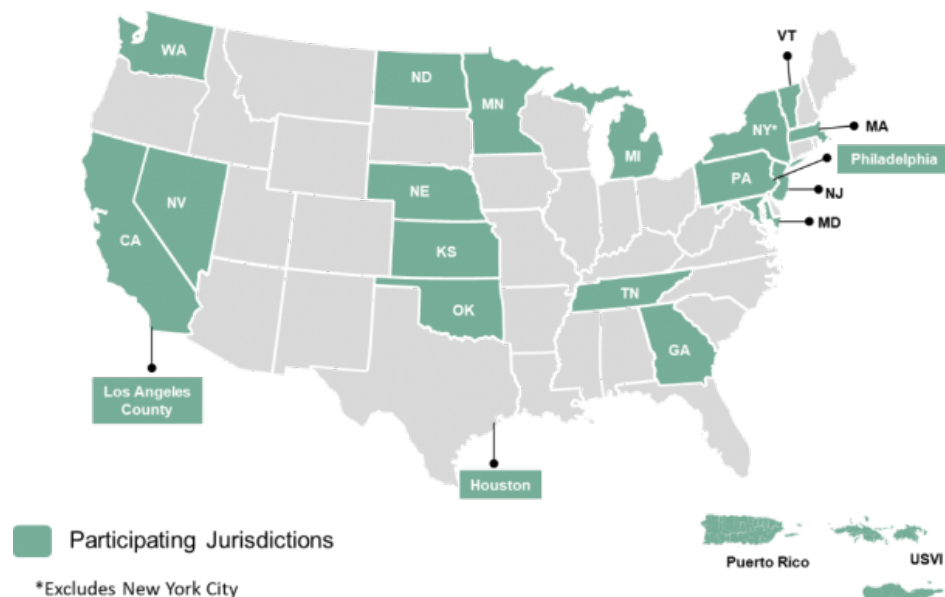 WA
ND
MN
VT
NY*
MA
MI
PA
Philadelphia
NE
NJ
NV
MD
CA
KS
OK
TN
GA
Los Angeles
County
Houston
Participating Jurisdictions
Puerto Rico
USVI
*Excludes New York City